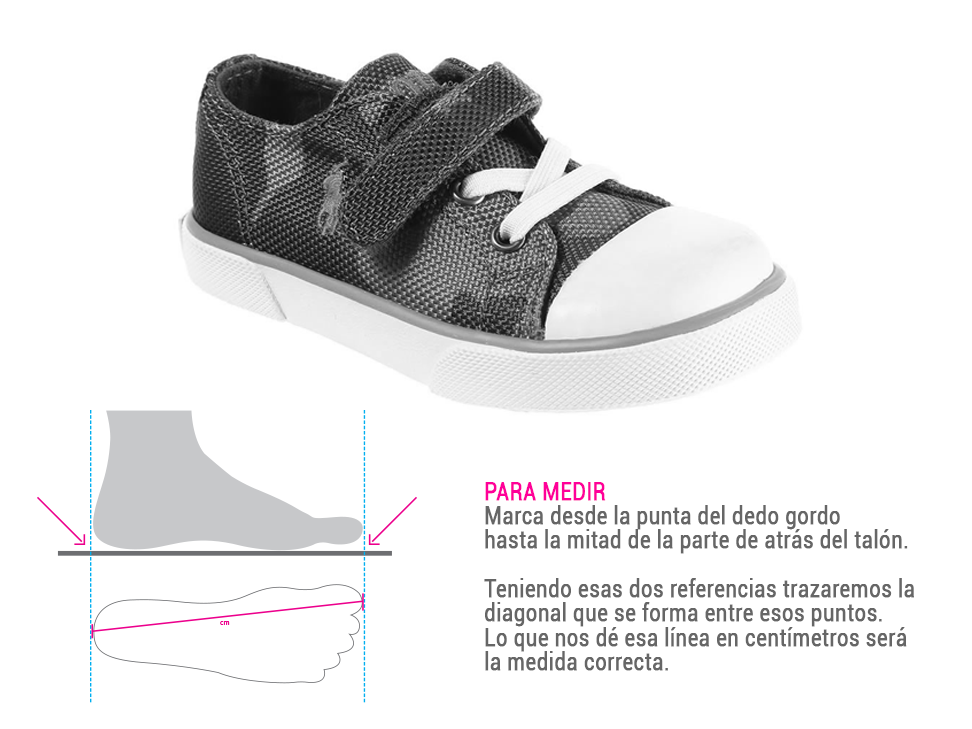 PARA MEDIR
Marca desde la punta del dedo gordo
hasta la mitad de la parte de atrás del talón.
Teniendo esas dos referencias trazaremos la
diagonal que se forma entre esos puntos.
Lo que nos dé esa línea en centímetros será
la medida correcta.
cm